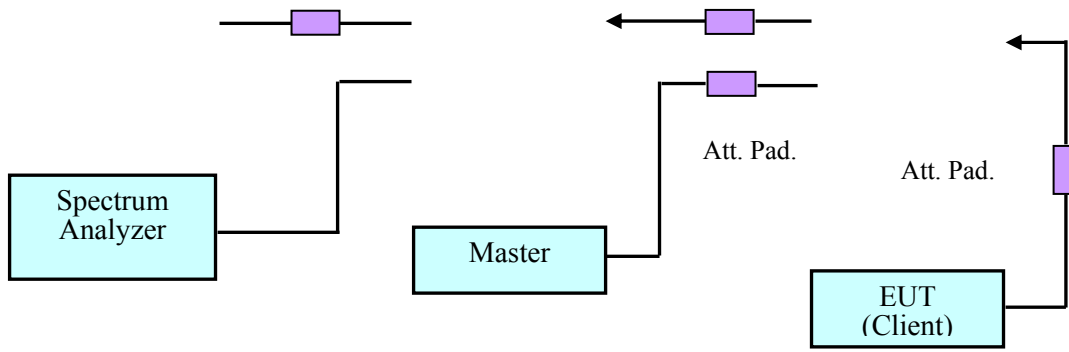 Att. Pad.
Att. Pad.
Spectrum
Analyzer
Master
EUT
(Client)